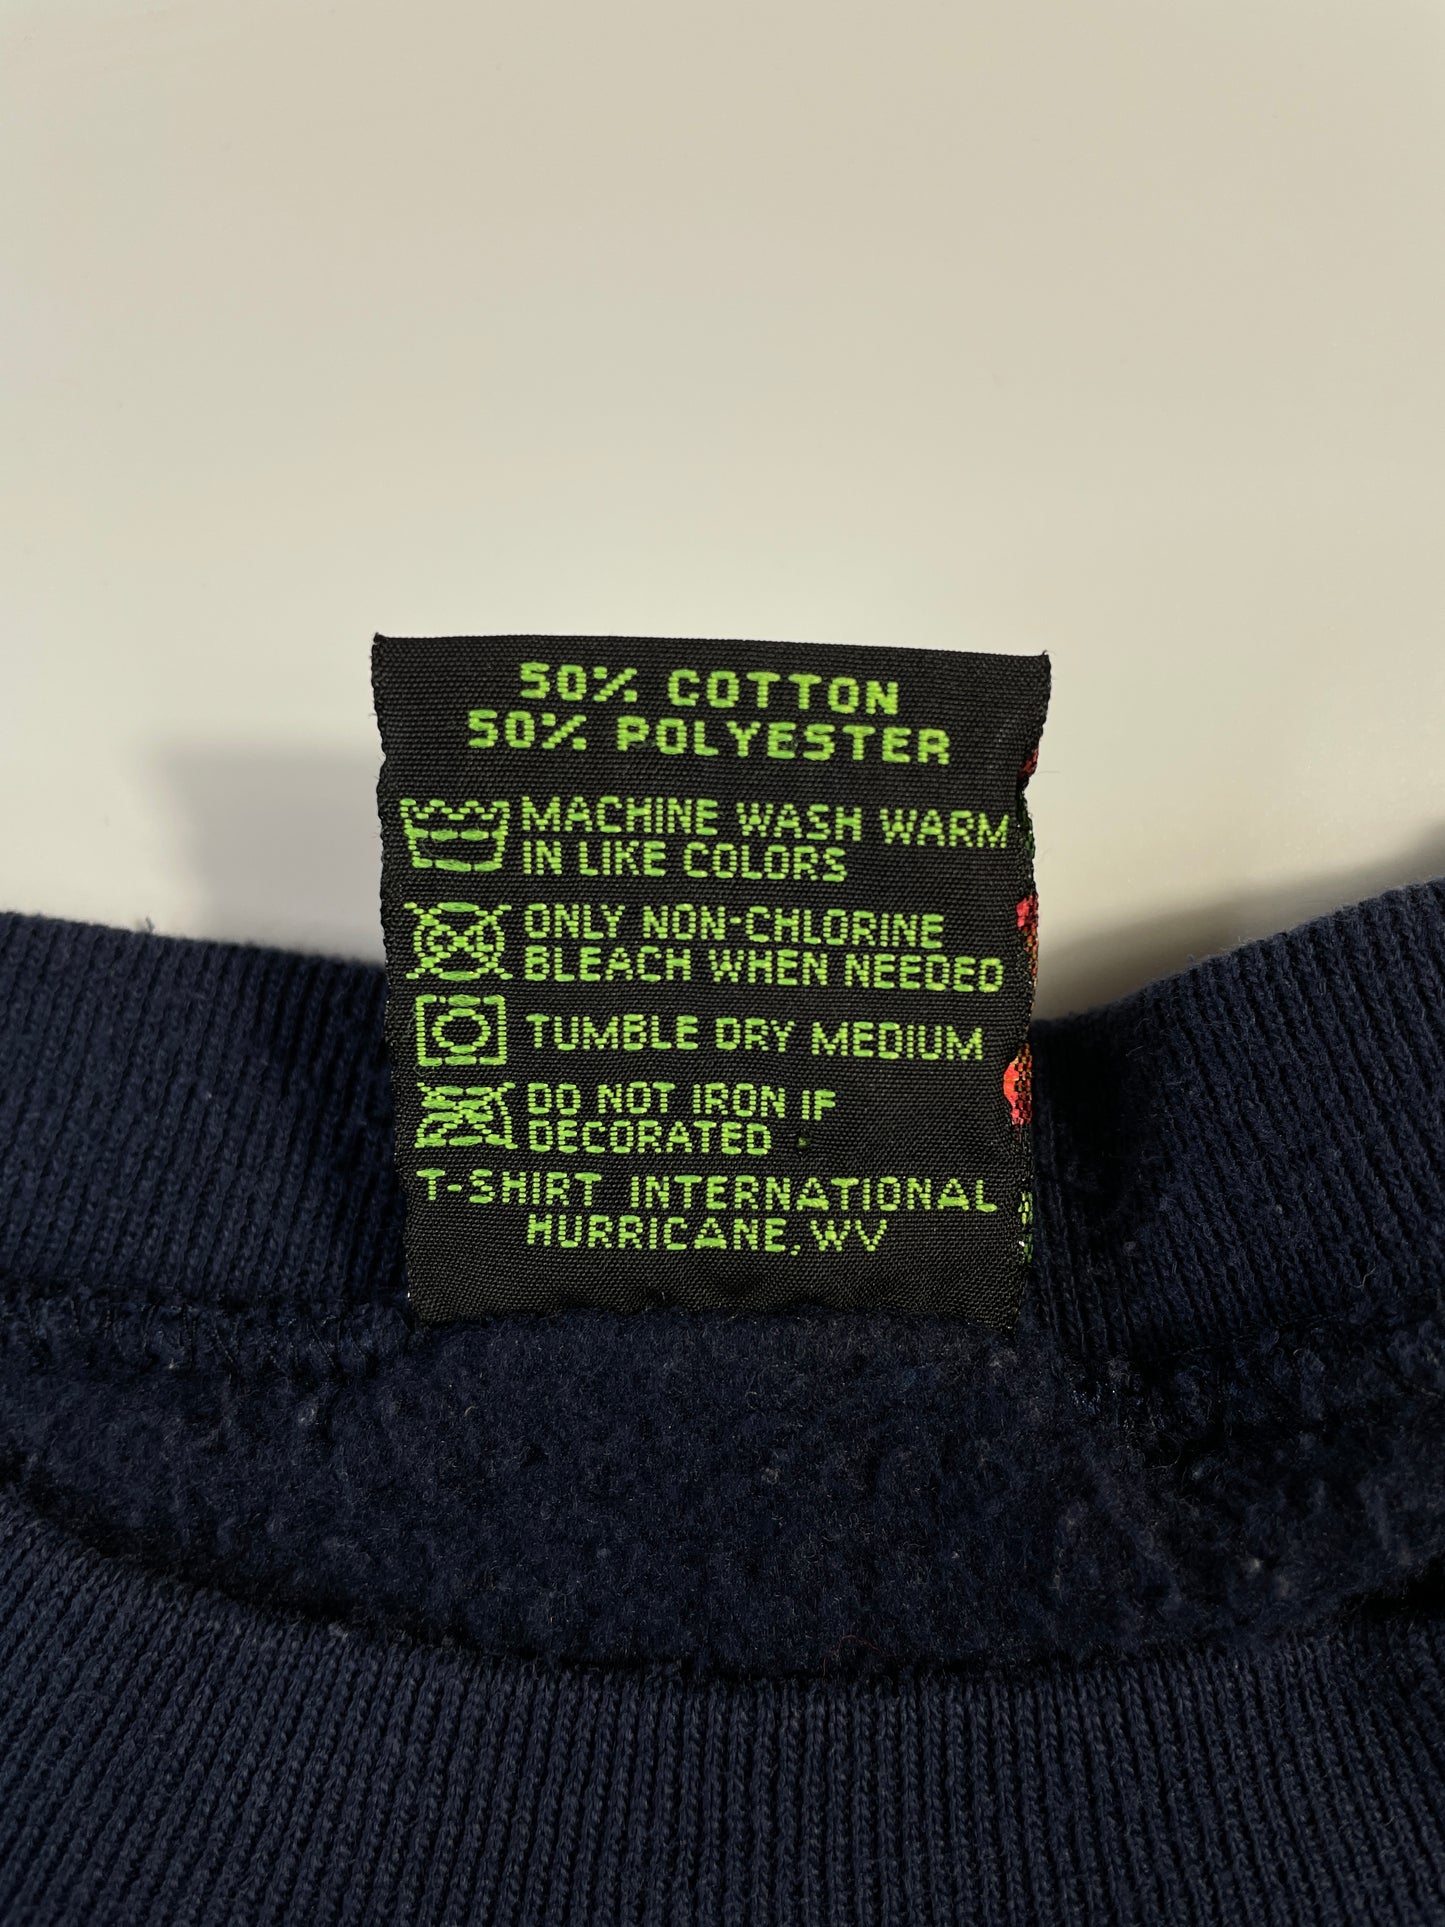 50% COTTON
50% POLYESTER
MACHINE WASH WARM
IN LIKE COLORS
ONLY NON-CHLORINE
BLEACH WHEN NEEDED
TUMBLE DRY MEDIUM
DO NOT IRON IF
DECORATED
T-SHIRT INTERNATIONAL
HURRICANE, WV